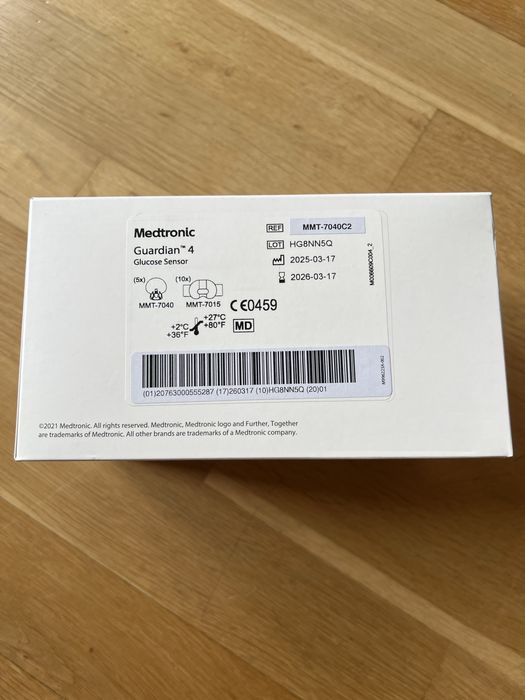 Medtronic
Guardian™ 4
Glucose Sensor
REF MMT-7040C2
LOT HG8NN5Q
2025-03-17
2026-03-17
(5x) (10x)
MMT-7040 MMT-7015
CE0459
+27°C
+80°F
+2°C
+36°F
MD
(01)20763000555287 (17)260317 (10)HG8NN5Q (20)01
©2021 Medtronic. All rights reserved. Medtronic, Medtronic logo and Further, Together
are trademarks of Medtronic. All other brands are trademarks of a Medtronic company.